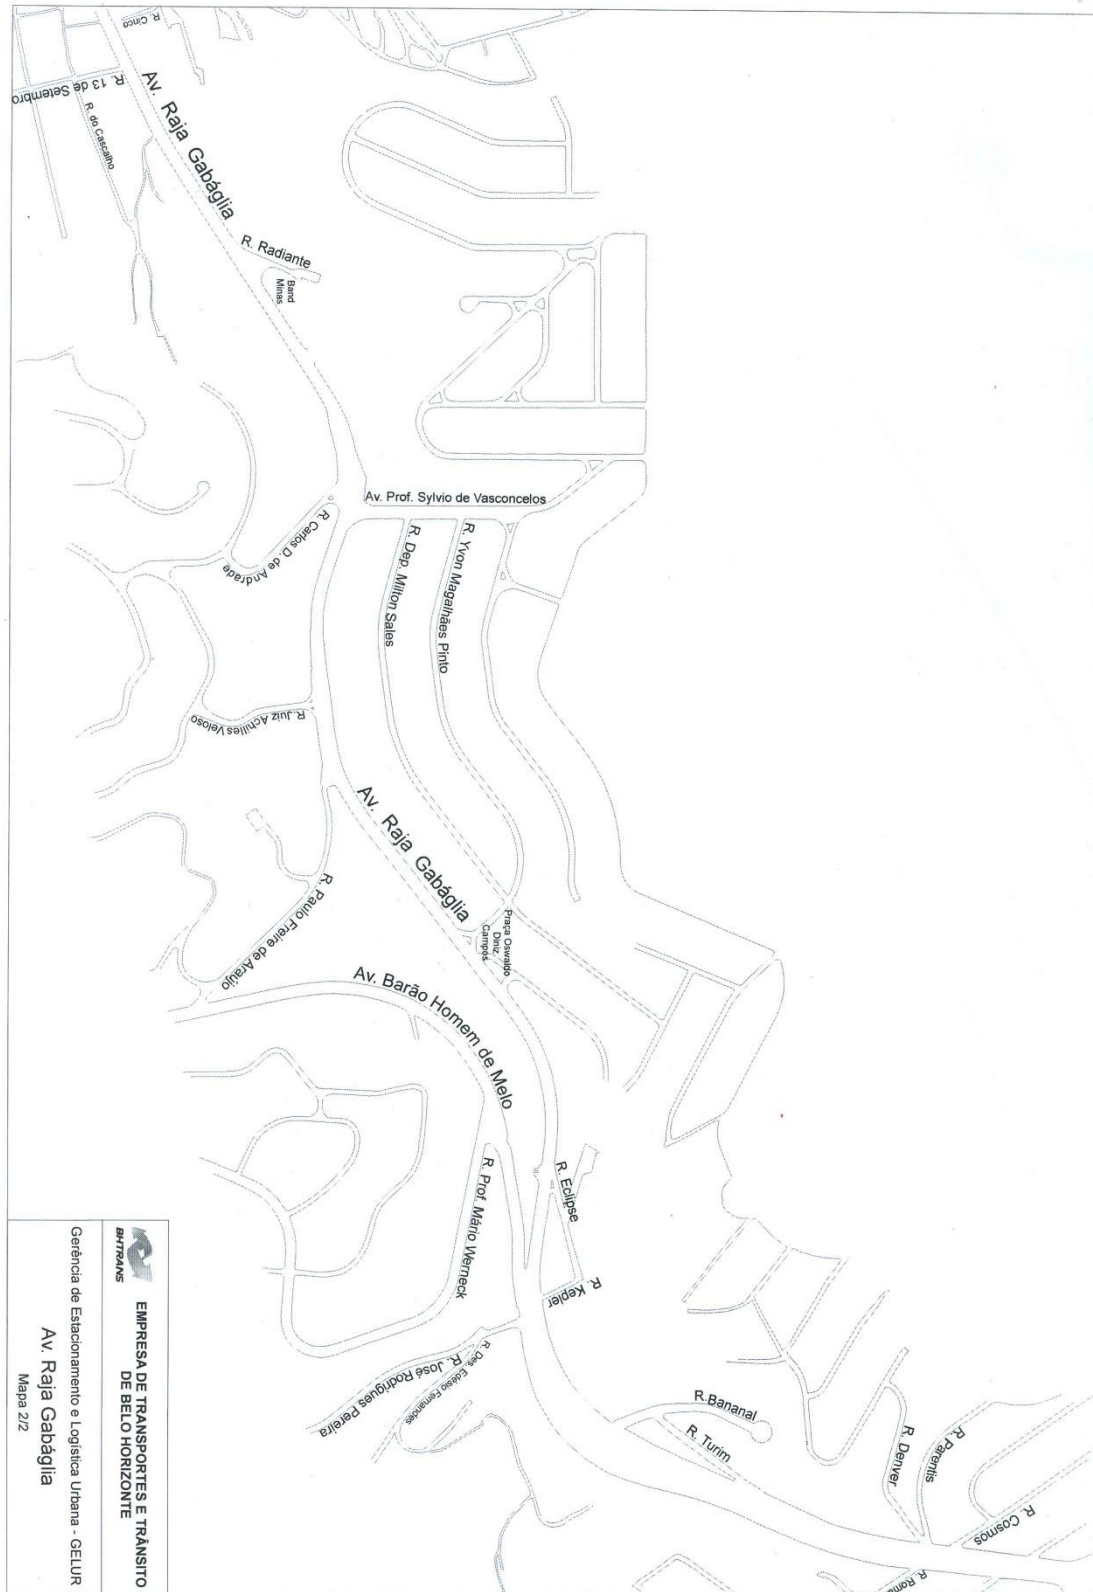 R. Cinco
R. 13 de Setembro
R. do Cascalho
Av. Raja Gabáglia
R. Radiante
Band
Minas
Av. Prof. Sylvio de Vasconcelos
R. Carlos D. de Andrade
R. Dep. Milton Sales
R. Yvon Magalhães Pinto
R. Juiz Achilles Veloso
Av. Raja Gabáglia
R. Paulo Freire de Araújo
Praça Oswaldo
Diniz
Campos
Av. Barão Homem de Melo
R. Eclipse
R. Prof. Mário Werneck
R. Kepler
R. José Rodrigues Pereira
R. Des. Edésio Fernandes
R.Bananal
R. Turim
R. Denver
R. Parentis
R. Cosmos
BHTRANS
EMPRESA DE TRANSPORTES E TRÂNSITO
DE BELO HORIZONTE
Gerência de Estacionamento e Logística Urbana - GELUR
Av. Raja Gabáglia
Mapa 2/2